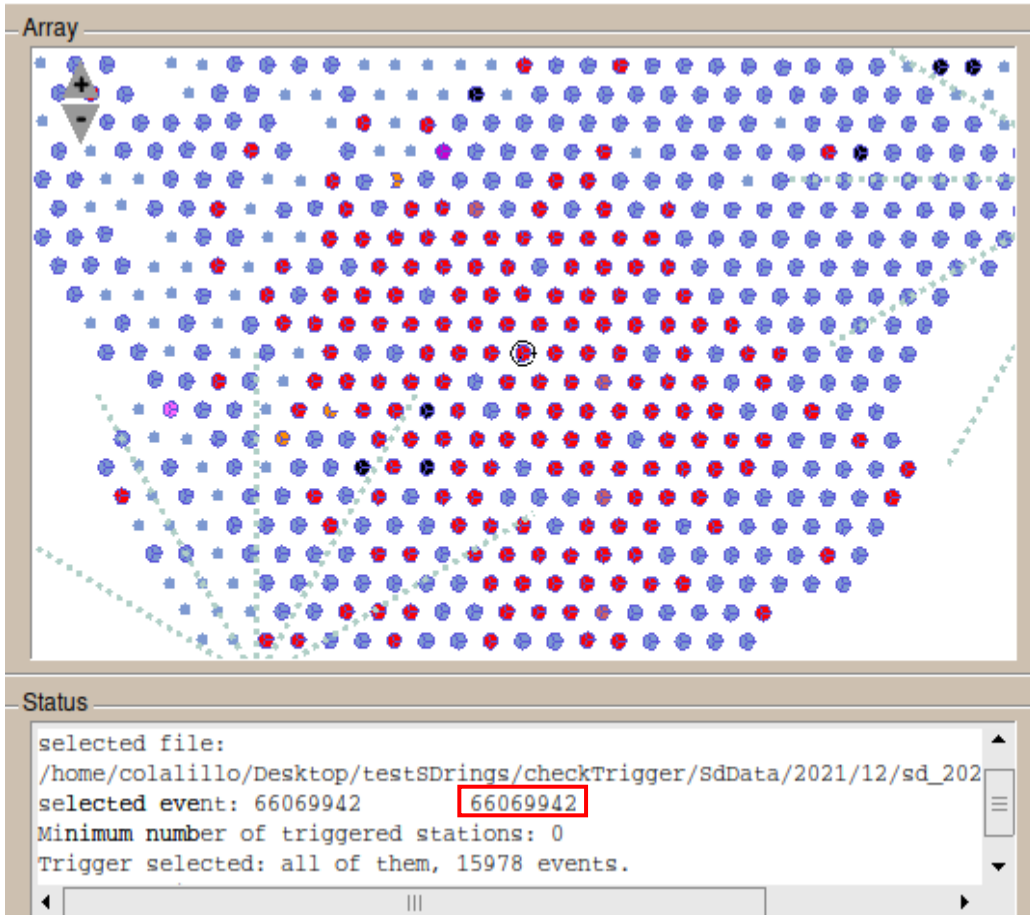 Array
+
-
Status
selected file:
/home/colalillo/Desktop/testSDrings/checkTrigger/SdData/2021/12/sd_202
selected event: 66069942 66069942
Minimum number of triggered stations: 0
Trigger selected: all of them, 15978 events.